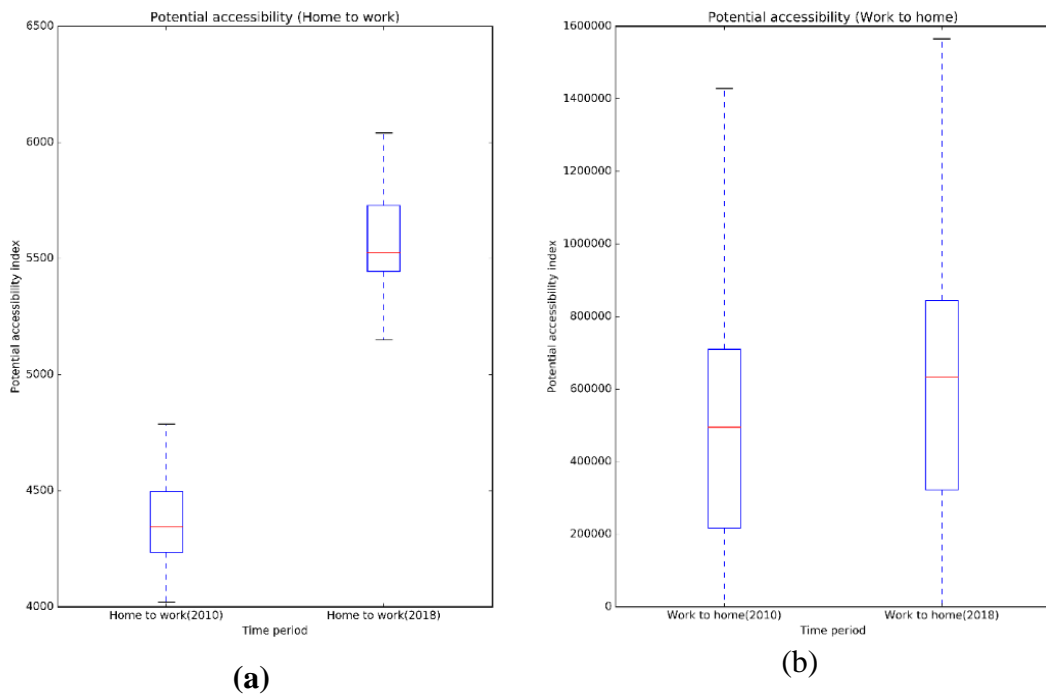 Potential accessibility (Home to work)
6500
6000
5500
5000
4500
4000
Potential accessibility index
Home to work(2010)
Home to work(2018)
Time period
(a)
Potential accessibility (Work to home)
1600000
1400000
1200000
1000000
800000
600000
400000
200000
0
Potential accessibility index
Work to home(2010)
Work to home(2018)
Time period
(b)